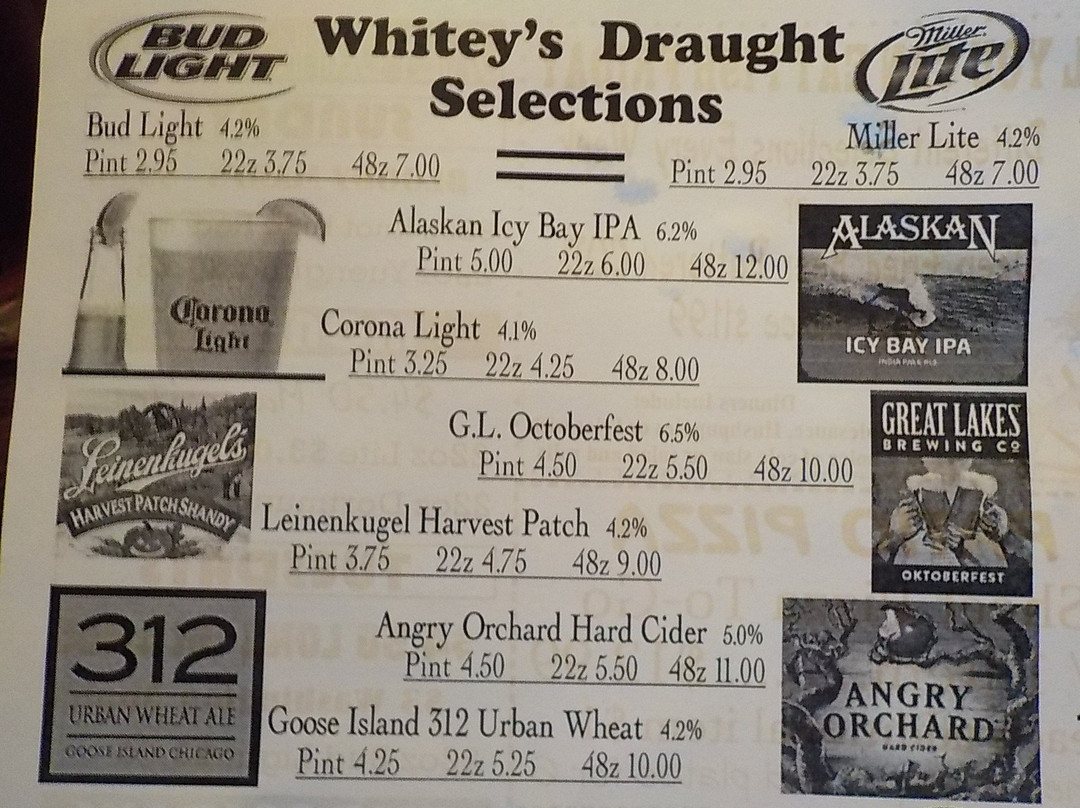 BUD LIGHT
Whitey's Draught Selections
Miller Lite
Bud Light 4.2%
Pint 2.95 22z 3.75 48z 7.00
Miller Lite 4.2%
Pint 2.95 22z 3.75 48z 7.00
Corona Light
Alaskan Icy Bay IPA 6.2%
Pint 5.00 22z 6.00 48z 12.00
ALASKAN
ICY BAY IPA
INDIA PALE ALE
Corona Light 4.1%
Pint 3.25 22z 4.25 48z 8.00
Leinenkugel's
HARVEST PATCH SHANDY
G.L. Octoberfest 6.5%
Pint 4.50 22z 5.50 48z 10.00
GREAT LAKES
BREWING CO
OKTOBERFEST
Leinenkugel Harvest Patch 4.2%
Pint 3.75 22z 4.75 48z 9.00
312
URBAN WHEAT ALE
GOOSE ISLAND CHICAGO
Angry Orchard Hard Cider 5.0%
Pint 4.50 22z 5.50 48z 11.00
ANGRY
ORCHARD
HARD CIDER
Goose Island 312 Urban Wheat 4.2%
Pint 4.25 22z 5.25 48z 10.00